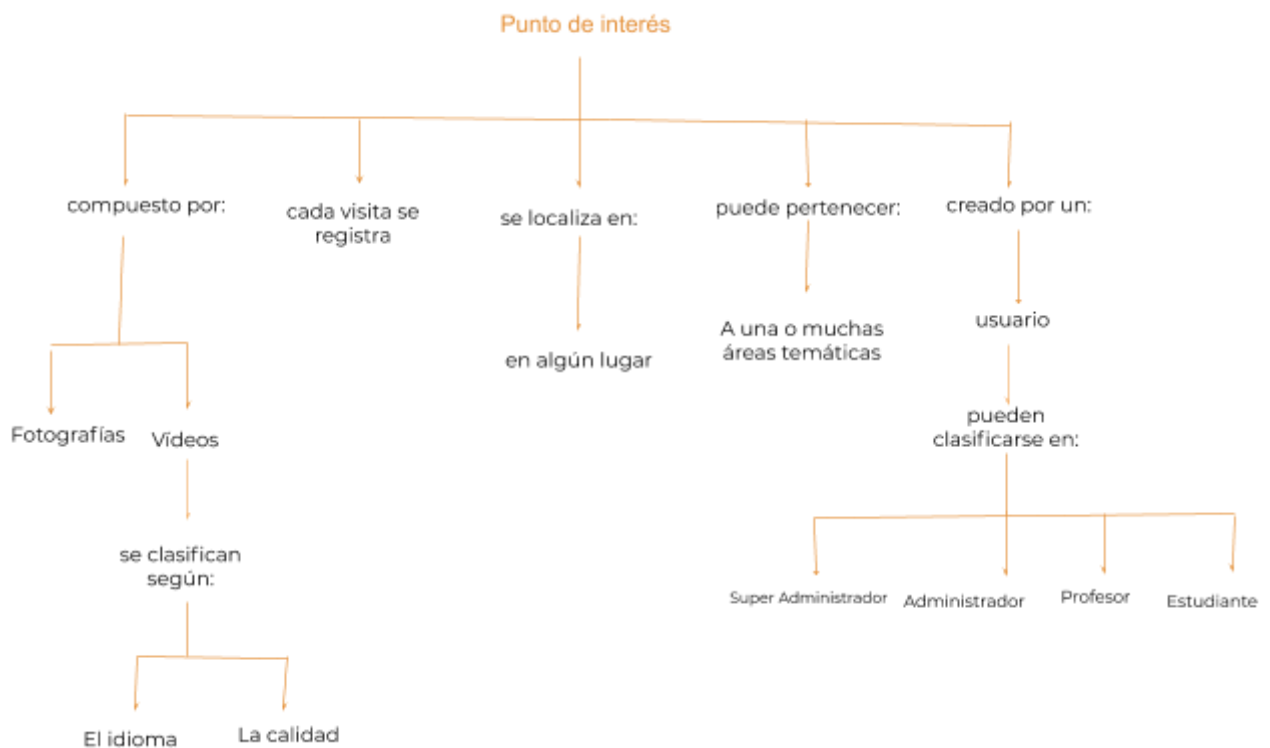 Punto de interés
compuesto por:
cada visita se
registra
se localiza en:
puede pertenecer:
creado por un:
en algún lugar
A una o muchas
áreas temáticas
usuario
pueden
clasificarse en:
Fotografías
Vídeos
se clasifican
según:
Super Administrador
Administrador
Profesor
Estudiante
El idioma
La calidad